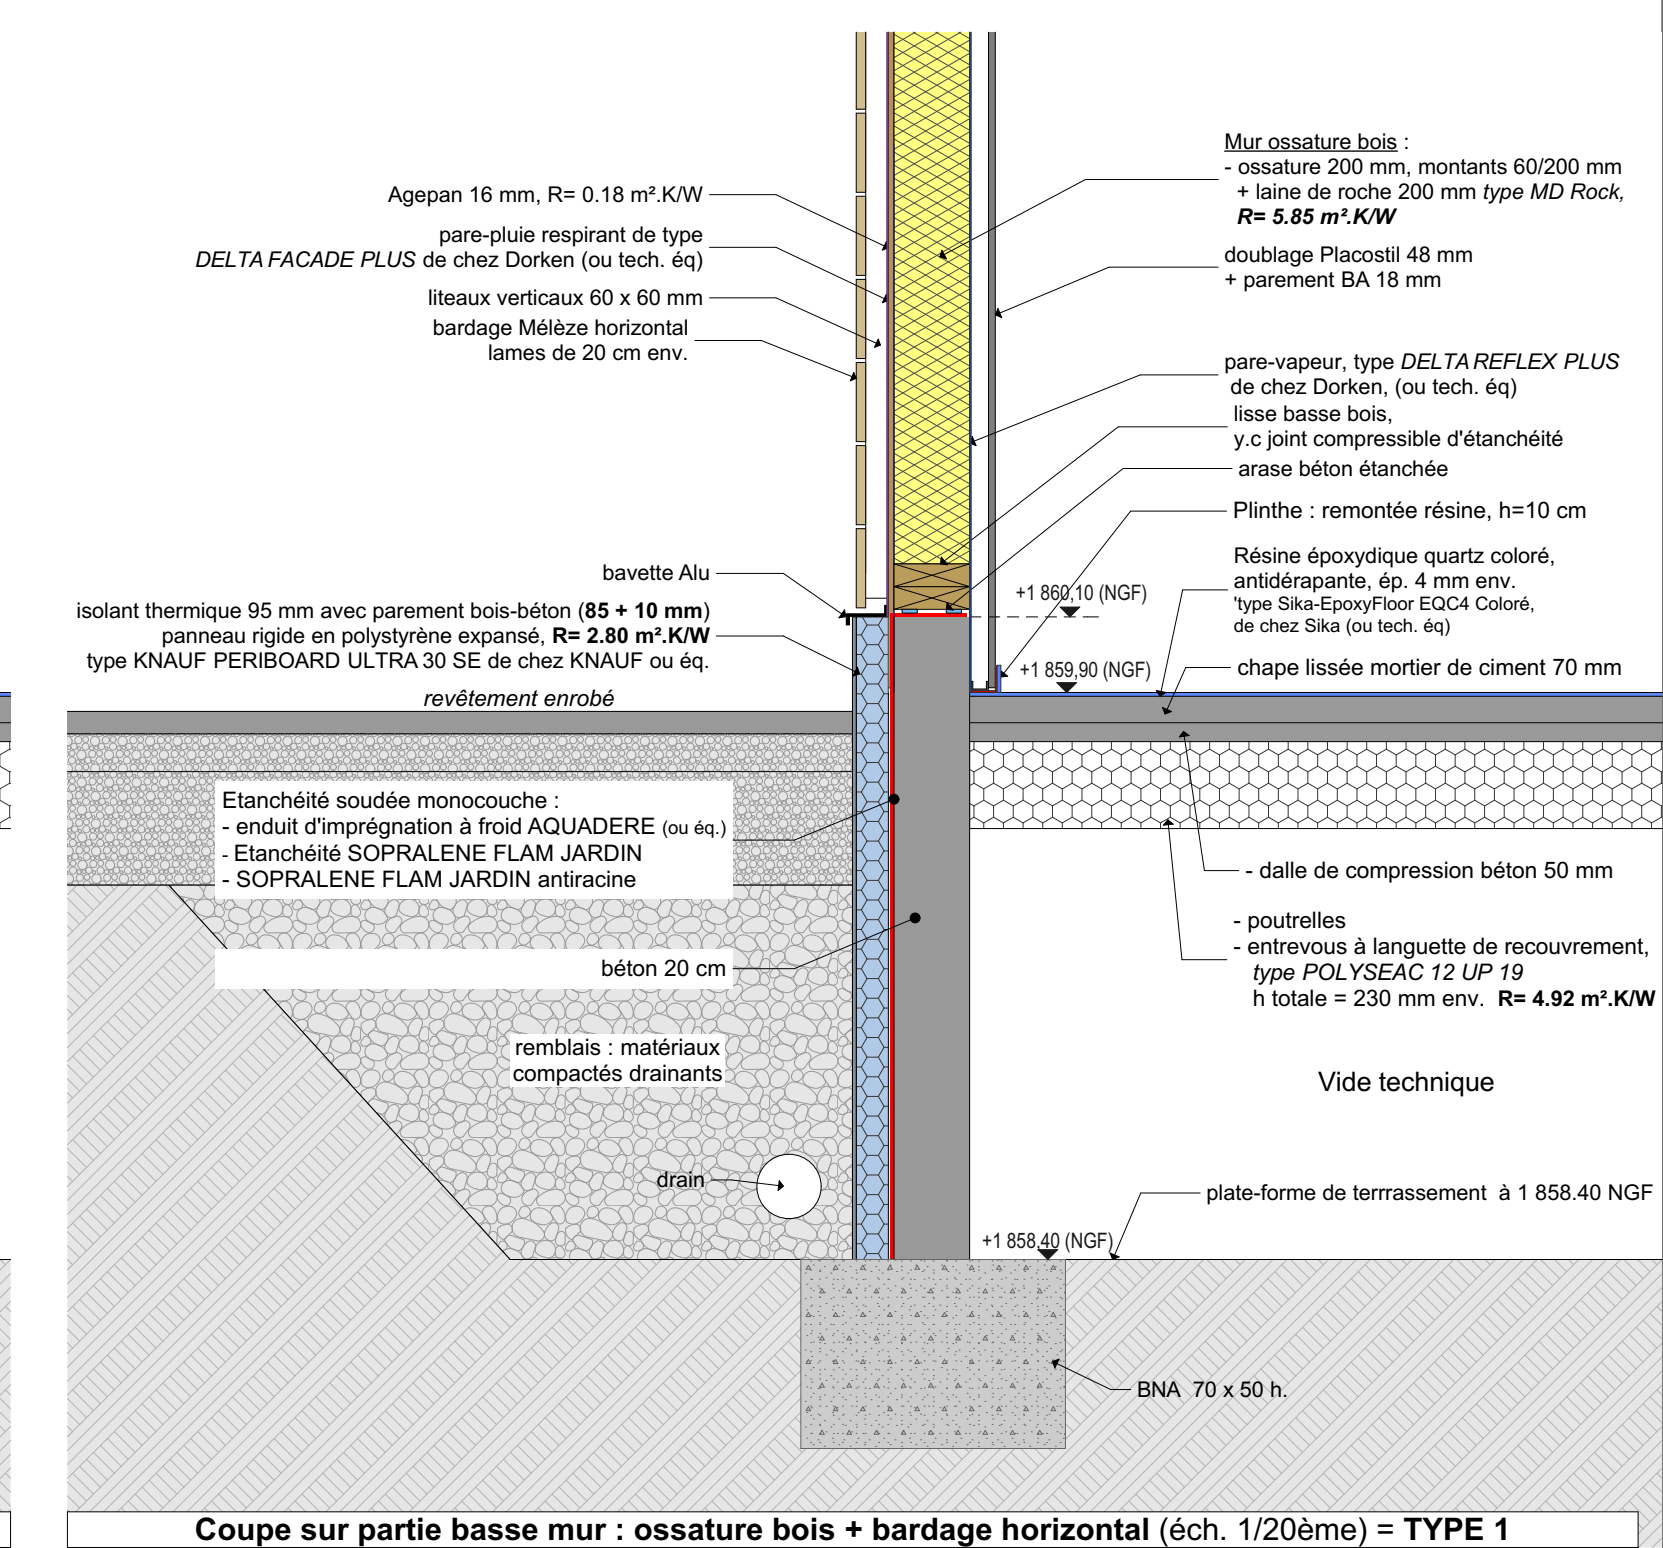 Agepan 16 mm, R= 0.18 m².K/W
pare-pluie respirant de type
DELTA FACADE PLUS de chez Dorken (ou tech. éq)
liteaux verticaux 60 x 60 mm
bardage Mélèze horizontal
lames de 20 cm env.
bavette Alu
isolant thermique 95 mm avec parement bois-béton (85 + 10 mm)
panneau rigide en polystyrène expansé, R= 2.80 m².K/W
type KNAUF PERIBOARD ULTRA 30 SE de chez KNAUF ou éq.
revêtement enrobé
Etanchéité soudée monocouche :
- enduit d'imprégnation à froid AQUADERE (ou éq.)
- Etanchéité SOPRALENE FLAM JARDIN
- SOPRALENE FLAM JARDIN antiracine
béton 20 cm
remblais : matériaux
compactés drainants
drain
Mur ossature bois :
- ossature 200 mm, montants 60/200 mm
+ laine de roche 200 mm type MD Rock,
R= 5.85 m².K/W
doublage Placostil 48 mm
+ parement BA 18 mm
pare-vapeur, type DELTA REFLEX PLUS
de chez Dorken, (ou tech. éq)
lisse basse bois,
y.c joint compressible d'étanchéité
arase béton étanchée
Plinthe : remontée résine, h=10 cm
Résine époxydique quartz coloré,
antidérapante, ép. 4 mm env.
'type Sika-EpoxyFloor EQC4 Coloré,
de chez Sika (ou tech. éq)
+1 860,10 (NGF)
+1 859,90 (NGF)
chape lissée mortier de ciment 70 mm
- dalle de compression béton 50 mm
- poutrelles
- entrevous à languette de recouvrement,
type POLYSEAC 12 UP 19
h totale = 230 mm env. R= 4.92 m².K/W
Vide technique
plate-forme de terrrassement à 1 858.40 NGF
+1 858,40 (NGF)
BNA 70 x 50 h.
Coupe sur partie basse mur : ossature bois + bardage horizontal (éch. 1/20ème) = TYPE 1